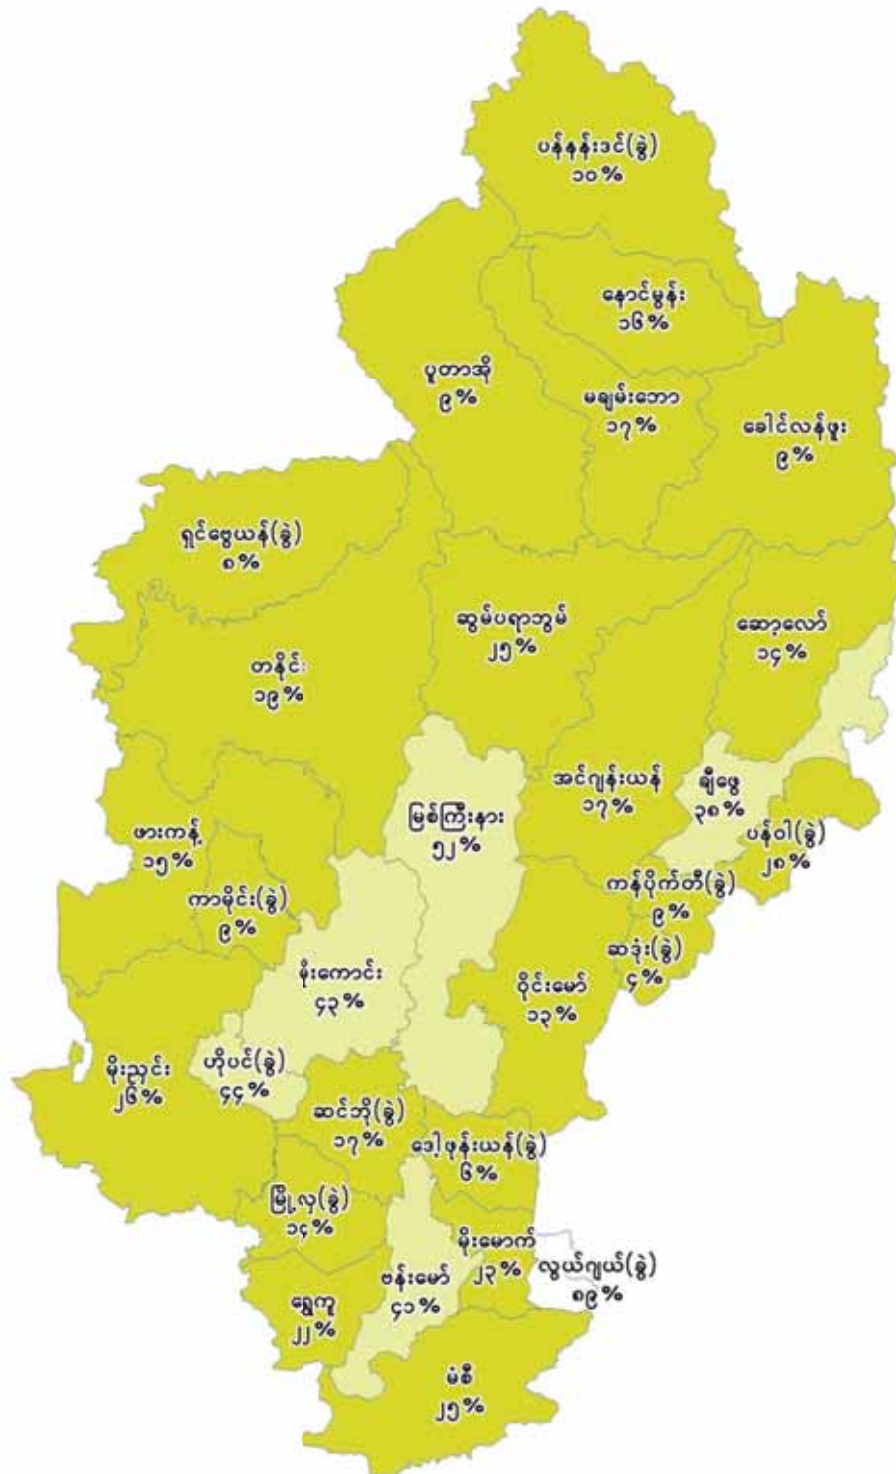 ပန်နန်းဒင်(ခွဲ)
၁၀%
နောင်မွန်း
၁၆%
ပူတာအို
၉%
မချမ်းဘော
၁၇%
ခေါင်လန်ဖူး
၉%
ရှင်ဗွေယန်(ခွဲ)
၈%
ဆွမ်ပရာဘွမ်
၂၅%
ဆော့လော်
၁၄%
တနိုင်း
၁၉%
အင်ဂျန်းယန်
၁၇%
ချီဖွေ
၃၈%
မြစ်ကြီးနား
၅၂%
ဖားကန့်
၁၅%
ပန်ဝါ(ခွဲ)
၂၈%
ကန်ပိုက်တီ(ခွဲ)
၉%
ကာမိုင်း(ခွဲ)
၉%
ဆဒုံး(ခွဲ)
၄%
မိုးကောင်း
၄၃%
ဝိုင်းမော်
၁၃%
ဟိုပင်(ခွဲ)
၄၄%
မိုးညှင်း
၂၆%
ဆင်ဘို(ခွဲ)
၁၇%
ဒေါ့ဖုန်းယန်(ခွဲ)
၆%
မြို့လှ(ခွဲ)
၁၄%
မိုးမောက်
၂၃%
လွယ်ဂျယ်(ခွဲ)
၈၉%
ဗန်းမော်
၄၁%
ရွှေကူ
၂၂%
မံစီ
၂၅%